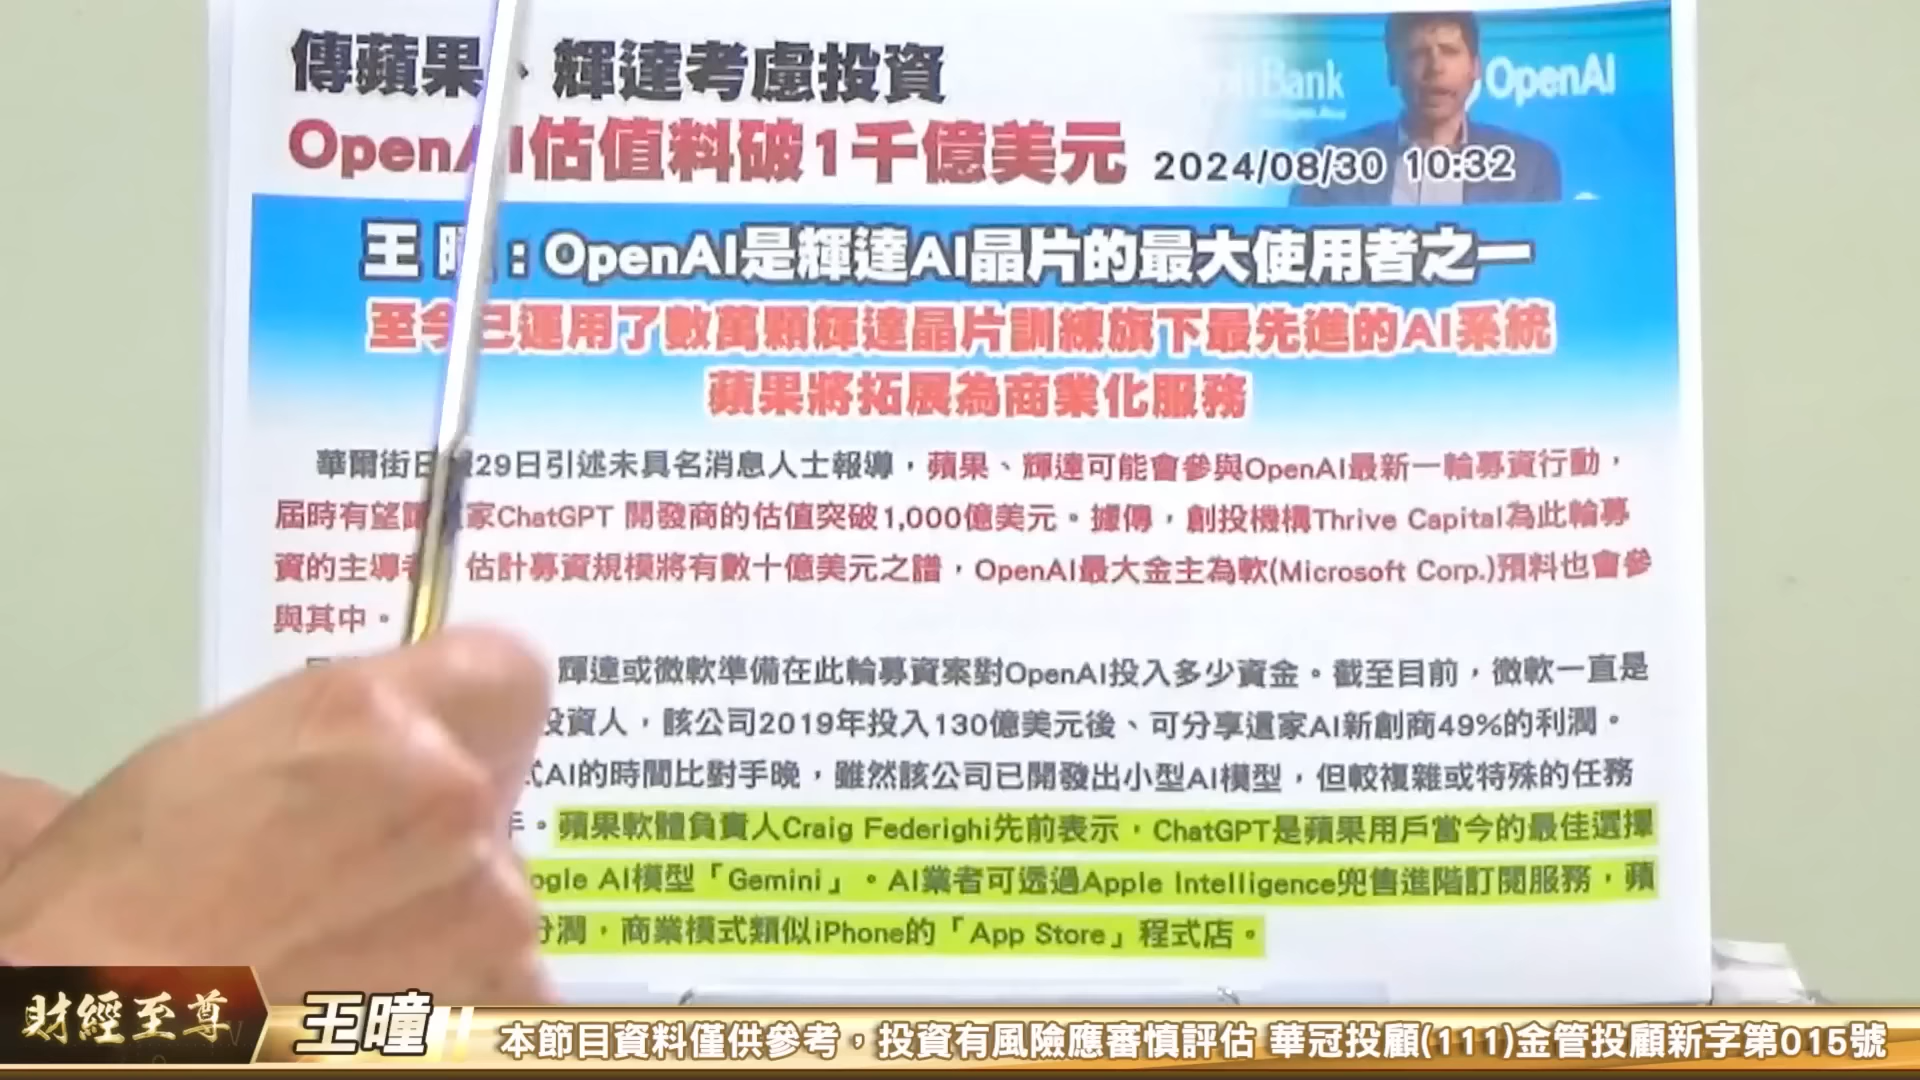 傳蘋果、輝達考慮投資
SoftBank
OpenAI
OpenAI估值料破1千億美元 2024/08/30 10:32
王瞳：OpenAI是輝達AI晶片的最大使用者之一
至今已運用了數萬顆輝達晶片訓練旗下最先進的AI系統
蘋果將拓展為商業化服務
華爾街日報29日引述未具名消息人士報導，蘋果、輝達可能會參與OpenAI最新一輪募資行動，
屆時有望讓這家ChatGPT 開發商的估值突破1,000億美元。據傳，創投機構Thrive Capital為此輪募
資的主導者 估計募資規模將有數十億美元之譜，OpenAI最大金主為軟(Microsoft Corp.)預料也會參
與其中。
輝達或微軟準備在此輪募資案對OpenAI投入多少資金。截至目前，微軟一直是
投資人，該公司2019年投入130億美元後、可分享這家AI新創商49%的利潤。
式AI的時間比對手晚，雖然該公司已開發出小型AI模型，但較複雜或特殊的任務
手。蘋果軟體負責人Craig Federighi先前表示，ChatGPT是蘋果用戶當今的最佳選擇
ogle AI模型「Gemini」。AI業者可透過Apple Intelligence兜售進階訂閱服務，蘋
分潤，商業模式類似iPhone的「App Store」程式店。
財經至尊
王瞳
本節目資料僅供參考，投資有風險應審慎評估 華冠投顧(111)金管投顧新字第015號